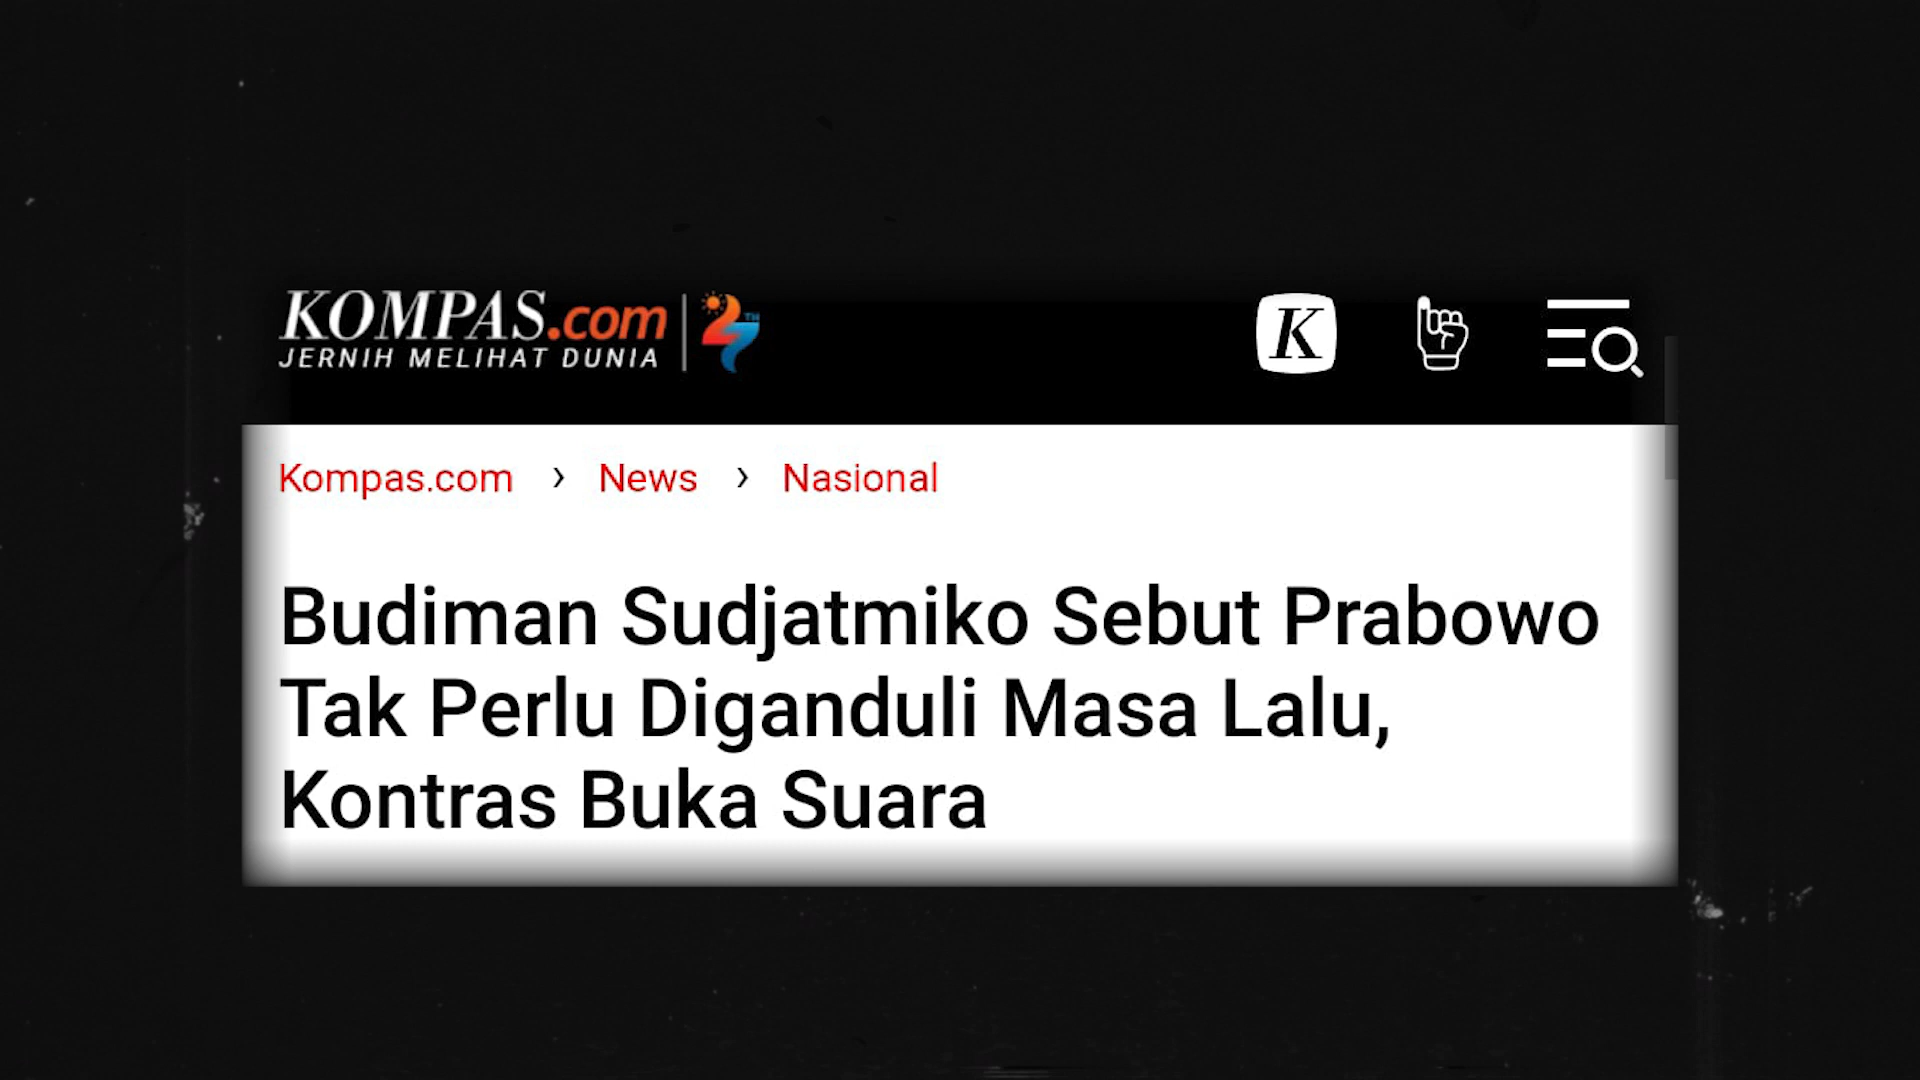 KOMPAS.com
JERNIH MELIHAT DUNIA
27TH
K
Kompas.com › News › Nasional
Budiman Sudjatmiko Sebut Prabowo
Tak Perlu Diganduli Masa Lalu,
Kontras Buka Suara